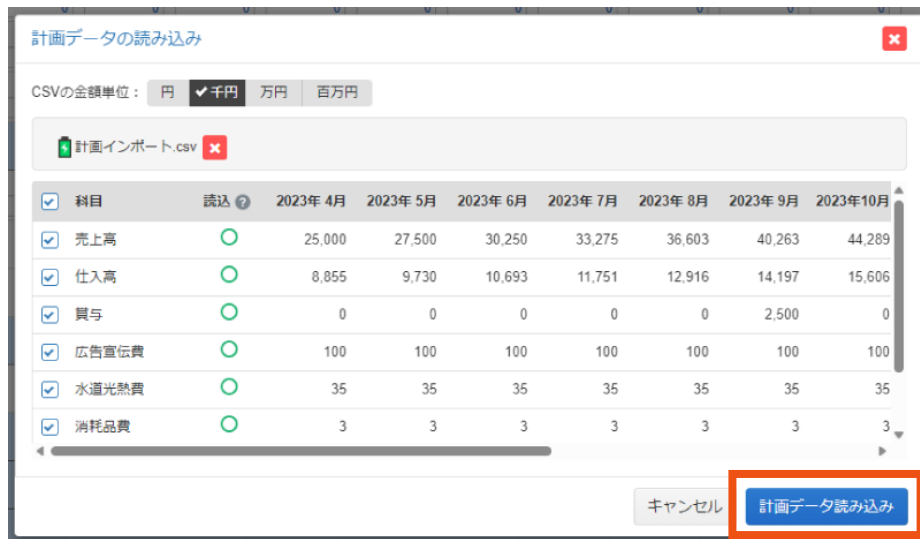 計画データの読み込み
CSVの金額単位： 円 千円 万円 百万円
計画インポート.csv
科目 読込 2023年 4月 2023年 5月 2023年 6月 2023年 7月 2023年 8月 2023年 9月 2023年10月
売上高 25,000 27,500 30,250 33,275 36,603 40,263 44,289
仕入高 8,855 9,730 10,693 11,751 12,916 14,197 15,606
賞与 0 0 0 0 0 2,500 0
広告宣伝費 100 100 100 100 100 100 100
水道光熱費 35 35 35 35 35 35 35
消耗品費 3 3 3 3 3 3 3
キャンセル 計画データ読み込み